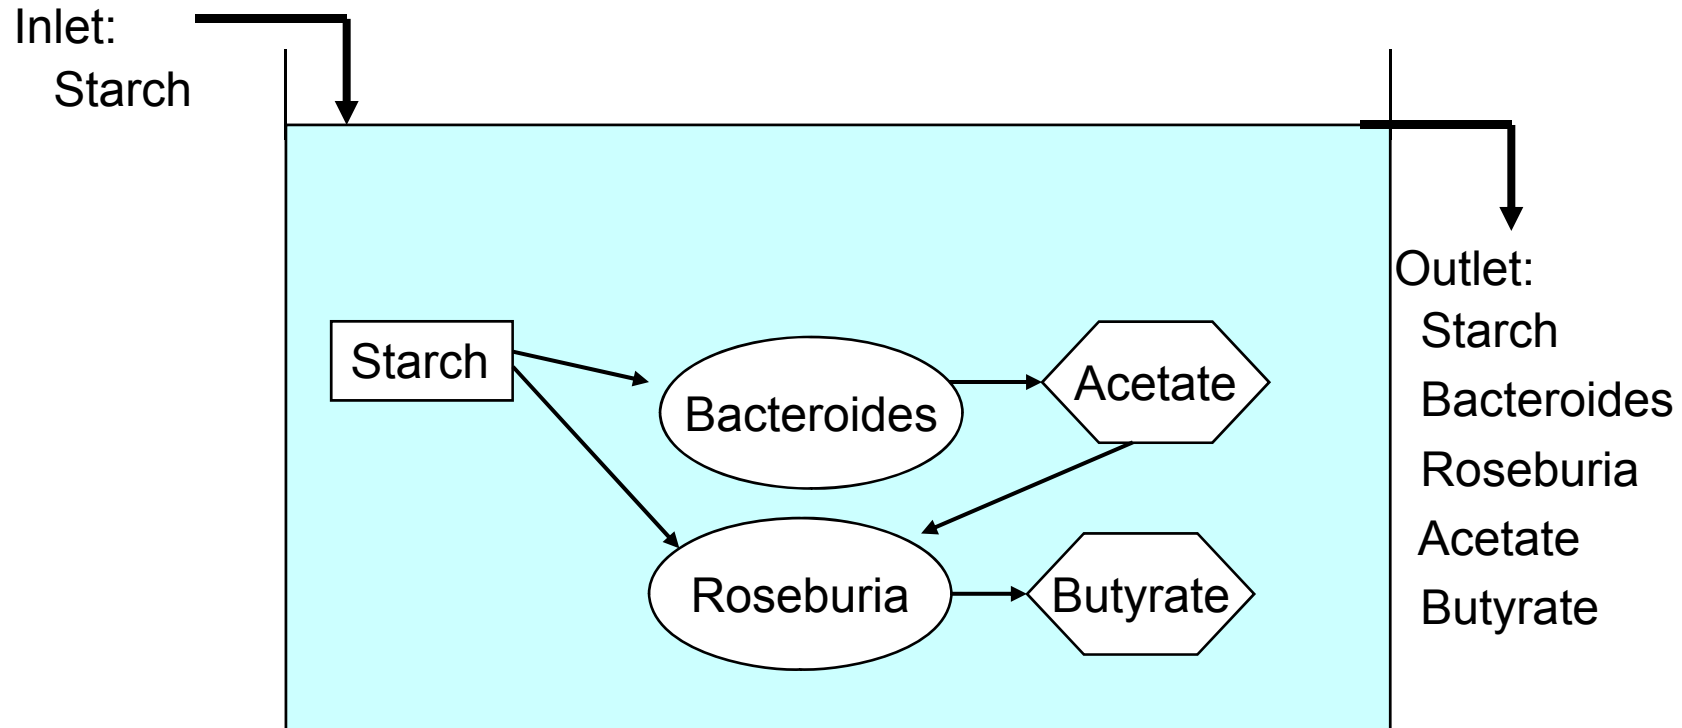 Inlet:
Starch
Starch
Bacteroides
Acetate
Roseburia
Butyrate
Outlet:
Starch
Bacteroides
Roseburia
Acetate
Butyrate